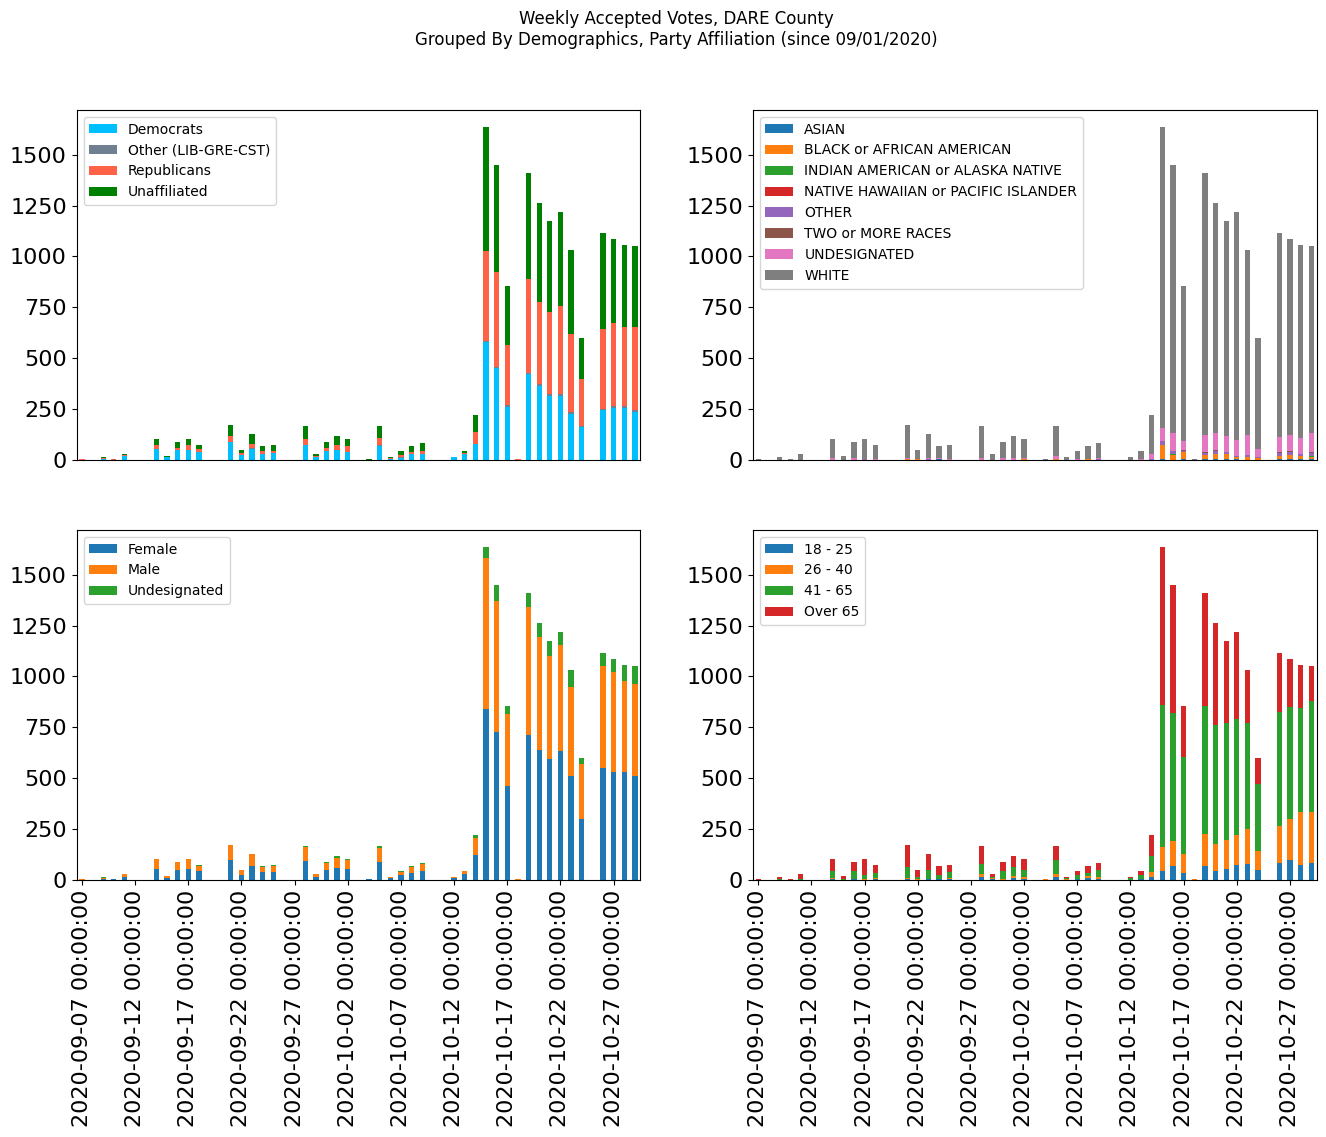 Weekly Accepted Votes, DARE County
Grouped By Demographics, Party Affiliation (since 09/01/2020)
Democrats
Other (LIB-GRE-CST)
Republicans
Unaffiliated
1500
1250
1000
750
500
250
0
ASIAN
BLACK or AFRICAN AMERICAN
INDIAN AMERICAN or ALASKA NATIVE
NATIVE HAWAIIAN or PACIFIC ISLANDER
OTHER
TWO or MORE RACES
UNDESIGNATED
WHITE
1500
1250
1000
750
500
250
0
Female
Male
Undesignated
1500
1250
1000
750
500
250
0
2020-09-07 00:00:00
2020-09-12 00:00:00
2020-09-17 00:00:00
2020-09-22 00:00:00
2020-09-27 00:00:00
2020-10-02 00:00:00
2020-10-07 00:00:00
2020-10-12 00:00:00
2020-10-17 00:00:00
2020-10-22 00:00:00
2020-10-27 00:00:00
18 - 25
26 - 40
41 - 65
Over 65
1500
1250
1000
750
500
250
0
2020-09-07 00:00:00
2020-09-12 00:00:00
2020-09-17 00:00:00
2020-09-22 00:00:00
2020-09-27 00:00:00
2020-10-02 00:00:00
2020-10-07 00:00:00
2020-10-12 00:00:00
2020-10-17 00:00:00
2020-10-22 00:00:00
2020-10-27 00:00:00